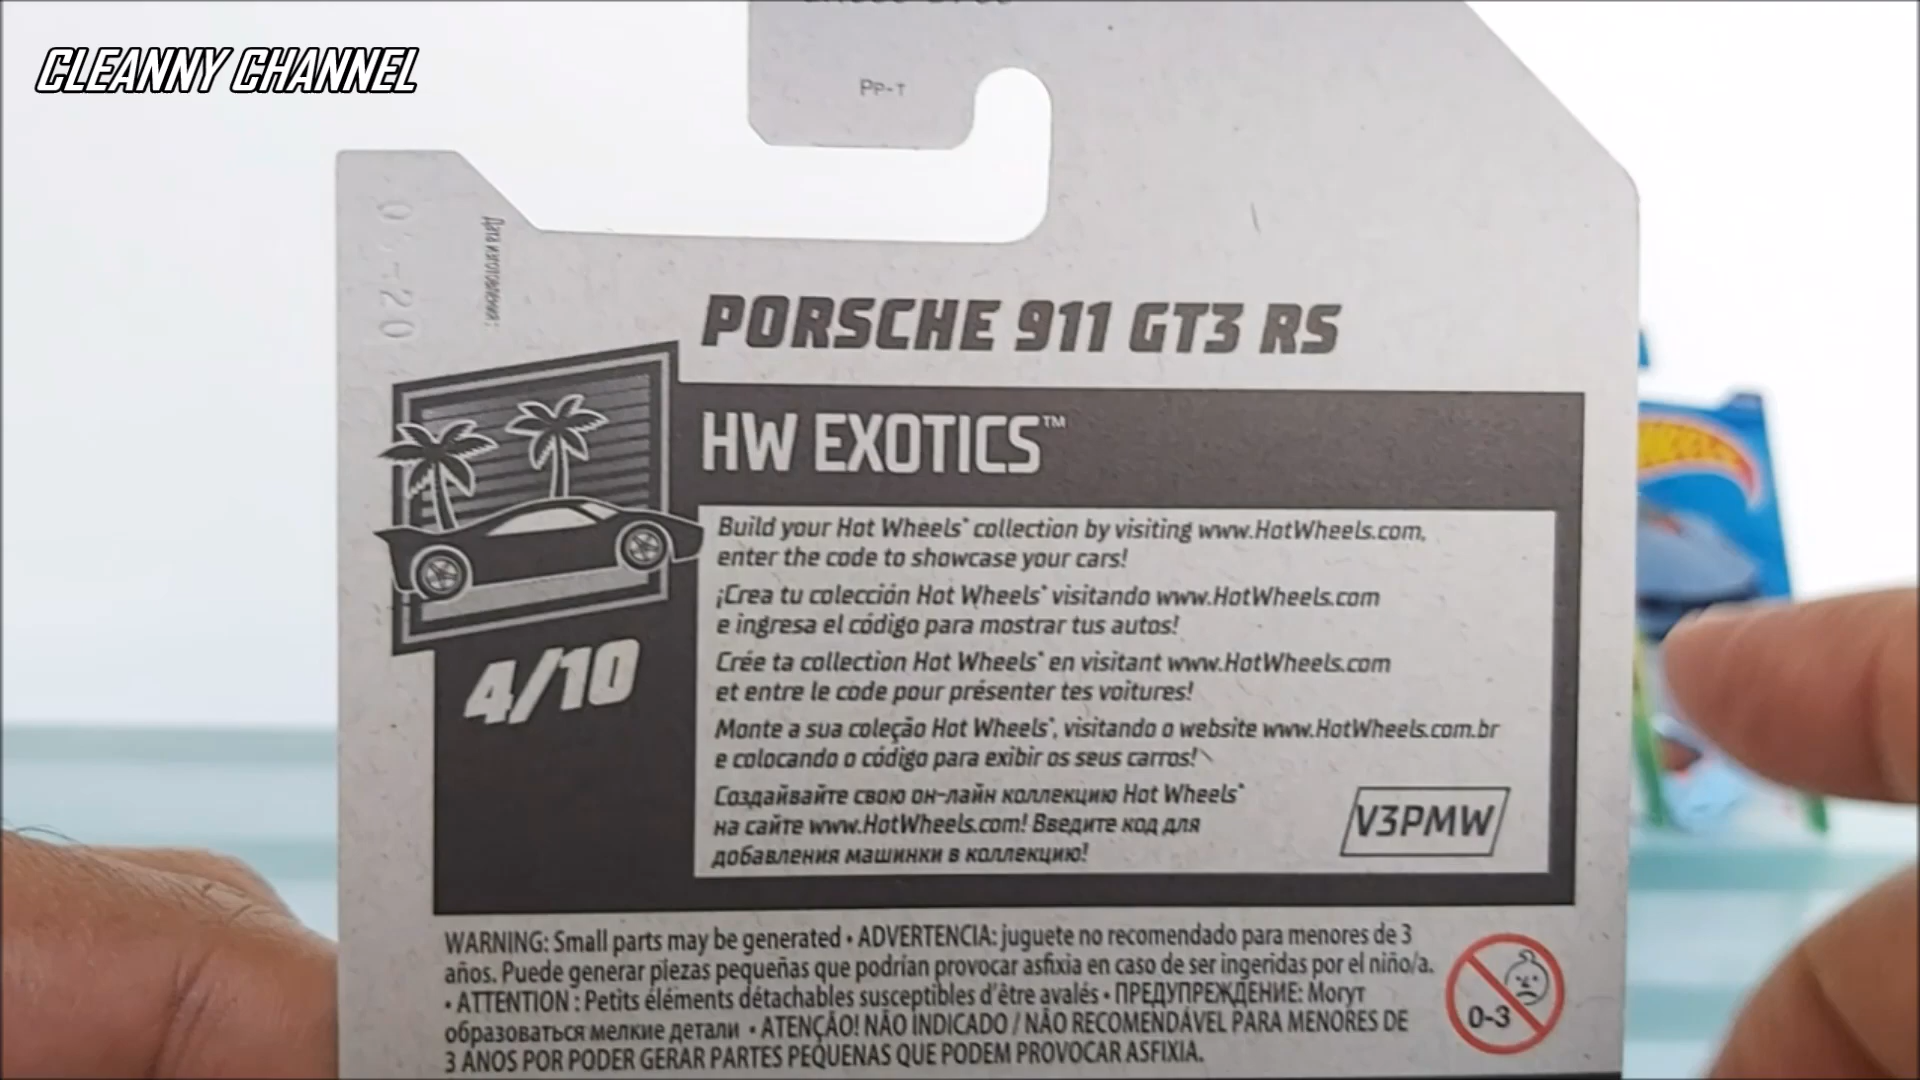 CLEANNY CHANNEL
Pp-T
Дата изготовления:
PORSCHE 911 GT3 RS
HW EXOTICS™
4/10
Build your Hot Wheels® collection by visiting www.HotWheels.com,
enter the code to showcase your cars!
¡Crea tu colección Hot Wheels® visitando www.HotWheels.com
e ingresa el código para mostrar tus autos!
Crée ta collection Hot Wheels® en visitant www.HotWheels.com
et entre le code pour présenter tes voitures!
Monte a sua coleção Hot Wheels®, visitando o website www.HotWheels.com.br
e colocando o código para exibir os seus carros!
Создайвайте свою он-лайн коллекцию Hot Wheels®
на сайте www.HotWheels.com! Введите код для
добавления машинки в коллекцию!
V3PMW
WARNING: Small parts may be generated • ADVERTENCIA: juguete no recomendado para menores de 3
años. Puede generar piezas pequeñas que podrían provocar asfixia en caso de ser ingeridas por el niño/a.
• ATTENTION : Petits éléments détachables susceptibles d'être avalés • ПРЕДУПРЕЖДЕНИЕ: Могут
образоваться мелкие детали • ATENÇÃO! NÃO INDICADO / NÃO RECOMENDÁVEL PARA MENORES DE
3 ANOS POR PODER GERAR PARTES PEQUENAS QUE PODEM PROVOCAR ASFIXIA.
0-3